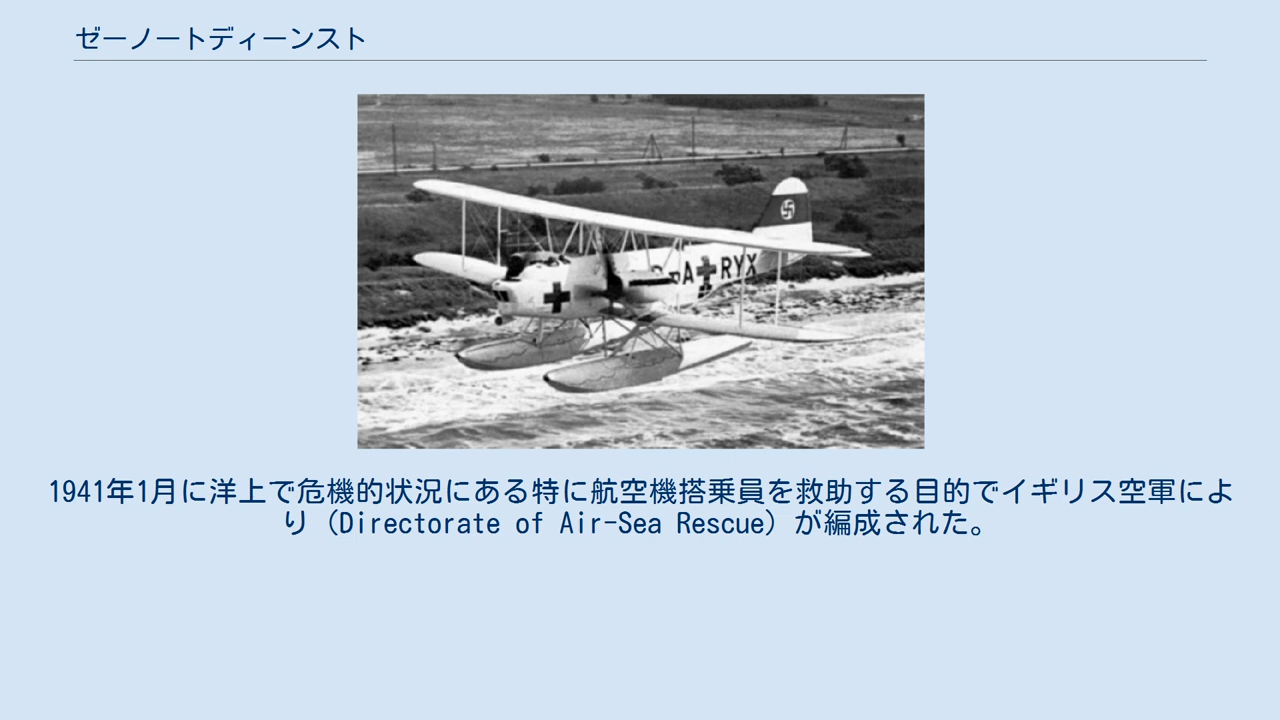 ゼーノートディーンスト
A RYX
1941年1月に洋上で危機的状況にある特に航空機搭乗員を救助する目的でイギリス空軍によ
り（Directorate of Air-Sea Rescue）が編成された。